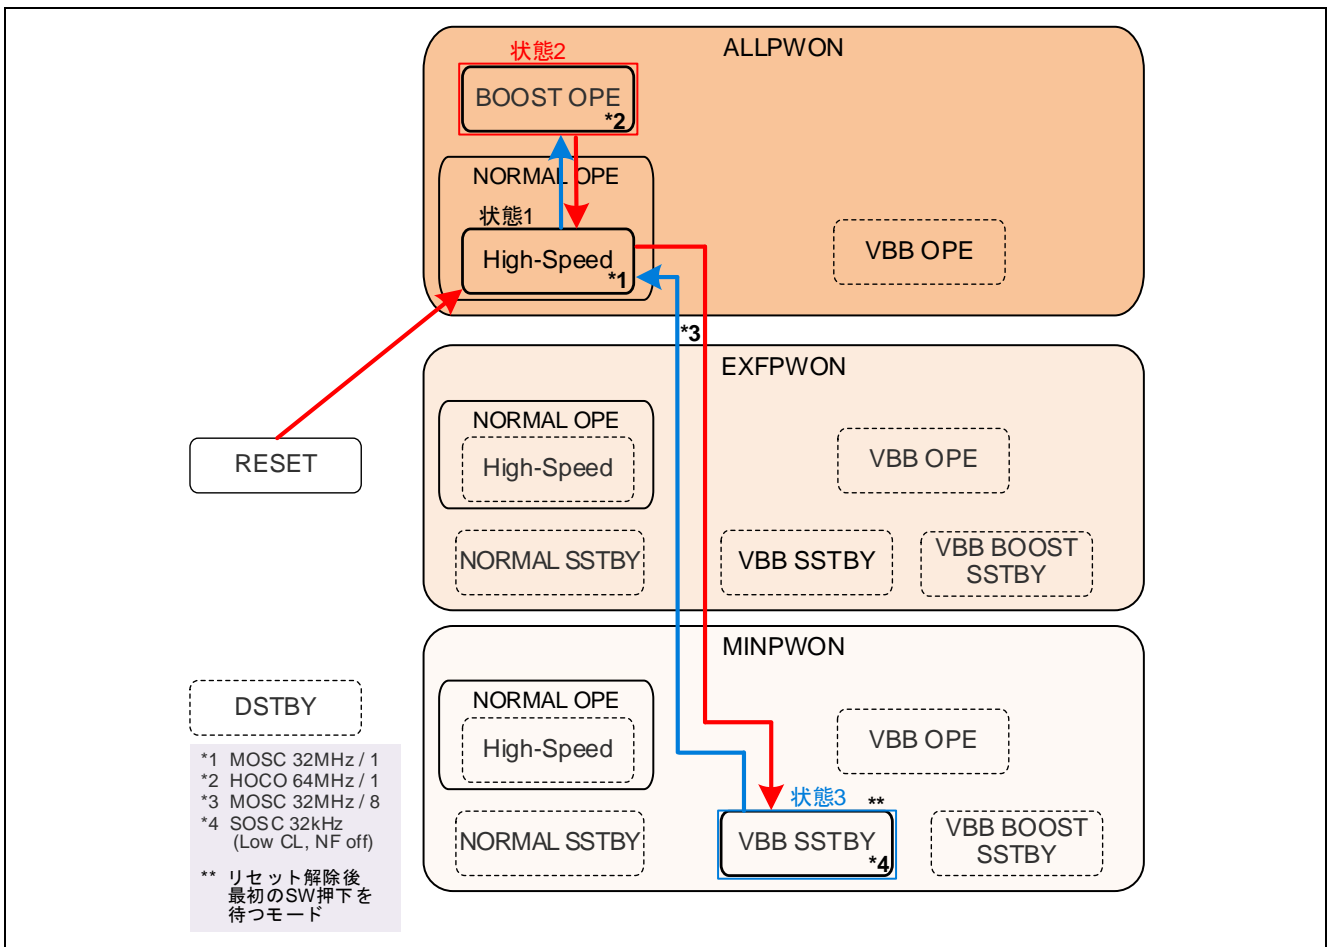 ALLPWON
状態2
BOOST OPE
*2
NORMAL OPE
状態1
High-Speed
*1
VBB OPE
*3
EXFPWON
NORMAL OPE
High-Speed
VBB OPE
NORMAL SSTBY
VBB SSTBY
VBB BOOST
SSTBY
RESET
MINPWON
NORMAL OPE
High-Speed
VBB OPE
状態3
**
NORMAL SSTBY
VBB SSTBY
*4
VBB BOOST
SSTBY
DSTBY
*1 MOSC 32MHz / 1
*2 HOCO 64MHz / 1
*3 MOSC 32MHz / 8
*4 SOSC 32kHz
(Low CL, NF off)
** リセット解除後
最初のSW押下を
待つモード